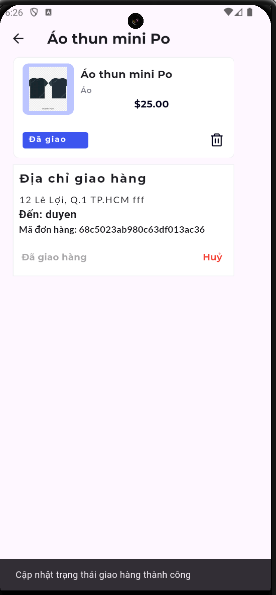 6:26
Áo thun mini Po
Áo thun mini Po
Áo
$25.00
Đã giao
Địa chỉ giao hàng
12 Lê Lợi, Q.1 TP.HCM fff
Đến: duyen
Mã đơn hàng: 68c5023ab980c63df013ac36
Đã giao hàng
Huỷ
Cập nhật trạng thái giao hàng thành công